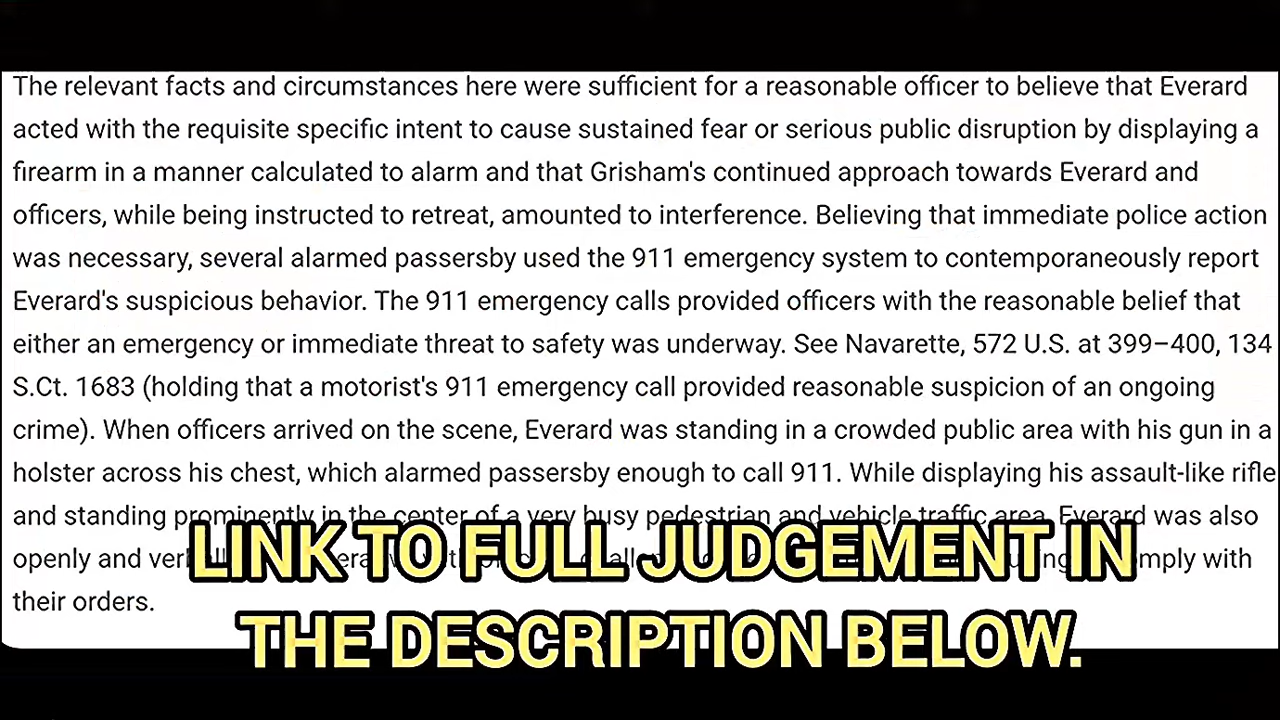 The relevant facts and circumstances here were sufficient for a reasonable officer to believe that Everard
acted with the requisite specific intent to cause sustained fear or serious public disruption by displaying a
firearm in a manner calculated to alarm and that Grisham's continued approach towards Everard and
officers, while being instructed to retreat, amounted to interference. Believing that immediate police action
was necessary, several alarmed passersby used the 911 emergency system to contemporaneously report
Everard's suspicious behavior. The 911 emergency calls provided officers with the reasonable belief that
either an emergency or immediate threat to safety was underway. See Navarette, 572 U.S. at 399–400, 134
S.Ct. 1683 (holding that a motorist's 911 emergency call provided reasonable suspicion of an ongoing
crime). When officers arrived on the scene, Everard was standing in a crowded public area with his gun in a
holster across his chest, which alarmed passersby enough to call 911. While displaying his assault-like rifle
and standing prominently in the center of a very busy pedestrian and vehicle traffic area, Everard was also
openly and comply with
their orders.
LINK TO FULL JUDGEMENT IN
THE DESCRIPTION BELOW.